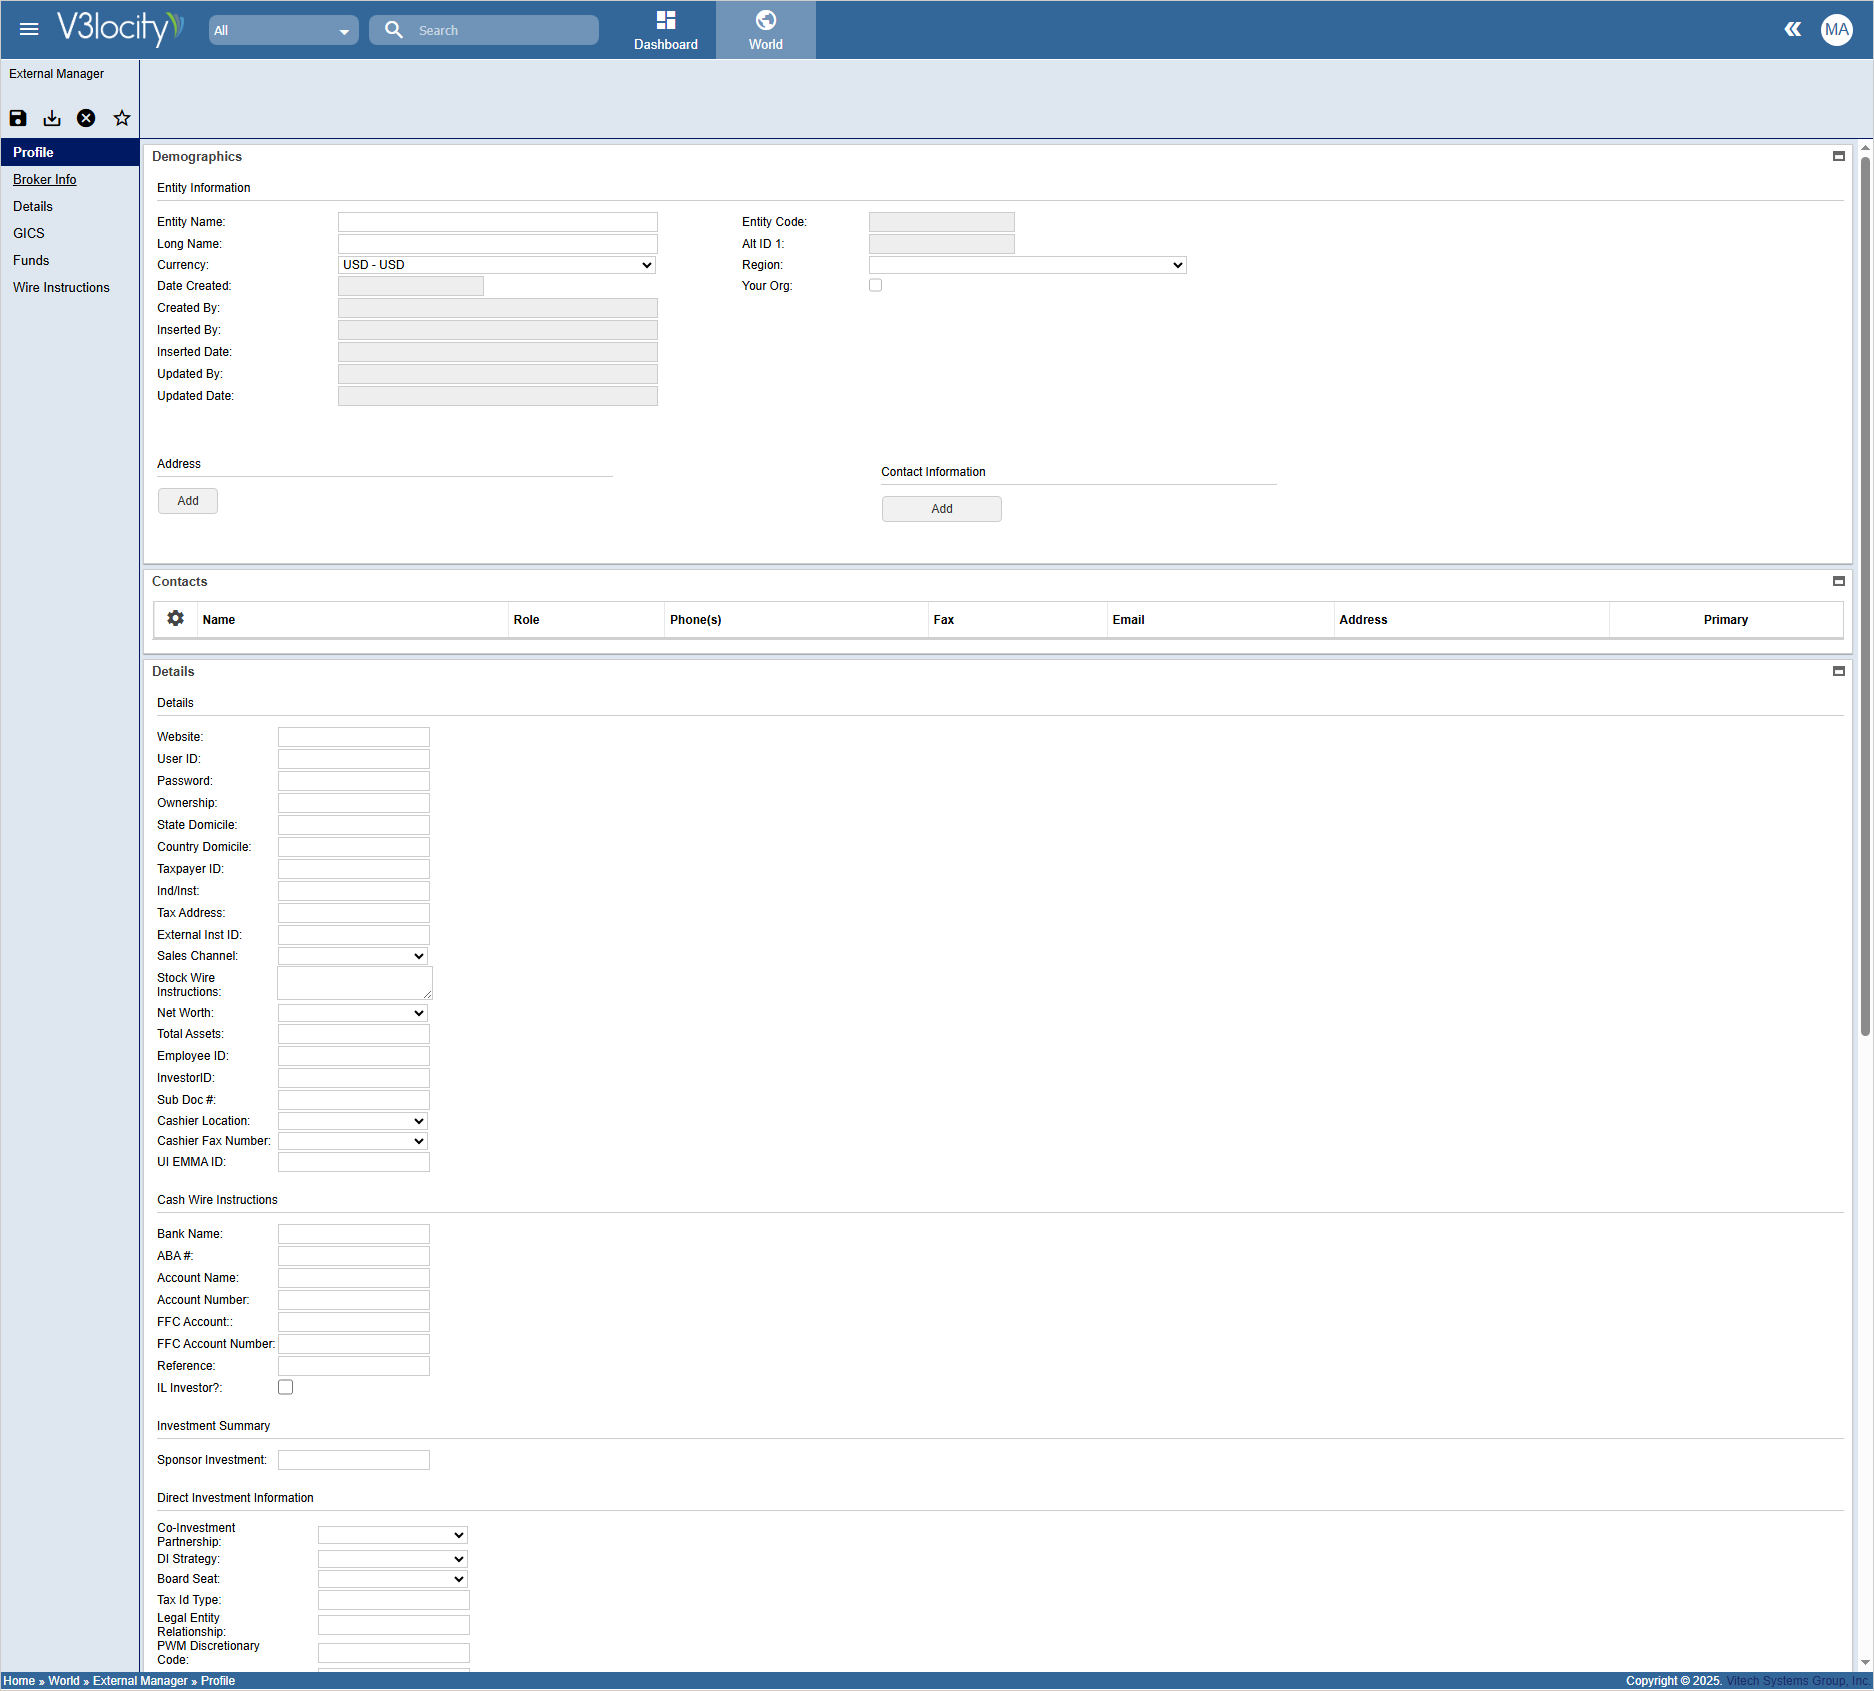 V3locity
All
Search
Dashboard
World
MA
External Manager
Profile
Broker Info
Details
GICS
Funds
Wire Instructions
Demographics
Entity Information
Entity Name:
Entity Code:
Long Name:
Alt ID 1:
Currency:
USD - USD
Region:
Date Created:
Your Org:
Created By:
Inserted By:
Inserted Date:
Updated By:
Updated Date:
Address
Contact Information
Add
Add
Contacts
Name Role Phone(s) Fax Email Address Primary
Details
Details
Website:
User ID:
Password:
Ownership:
State Domicile:
Country Domicile:
Taxpayer ID:
Ind/Inst:
Tax Address:
External Inst ID:
Sales Channel:
Stock Wire
Instructions:
Net Worth:
Total Assets:
Employee ID:
InvestorID:
Sub Doc #:
Cashier Location:
Cashier Fax Number:
UI EMMA ID:
Cash Wire Instructions
Bank Name:
ABA #:
Account Name:
Account Number:
FFC Account::
FFC Account Number:
Reference:
IL Investor?:
Investment Summary
Sponsor Investment:
Direct Investment Information
Co-Investment
Partnership:
DI Strategy:
Board Seat:
Tax Id Type:
Legal Entity
Relationship:
PWM Discretionary
Code:
Home » World » External Manager » Profile
Copyright © 2025. Vitech Systems Group, Inc.